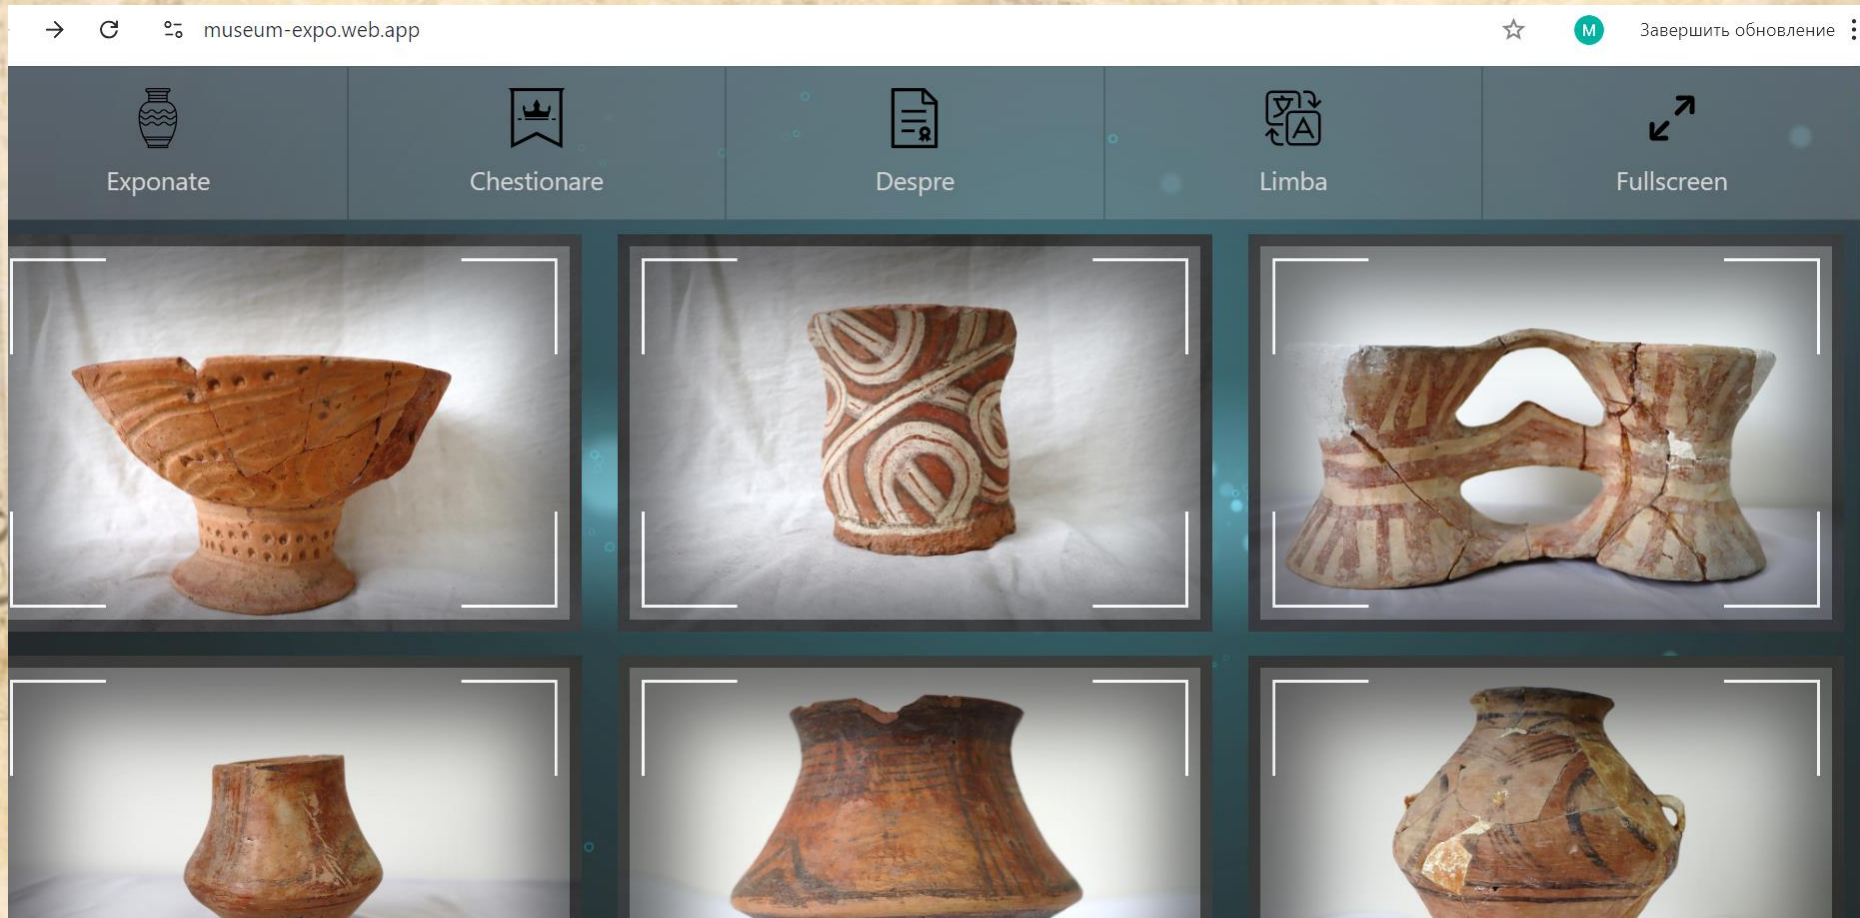 museum-expo.web.app
M
Завершить обновление
Exponate
Chestionare
Despre
Limba
Fullscreen